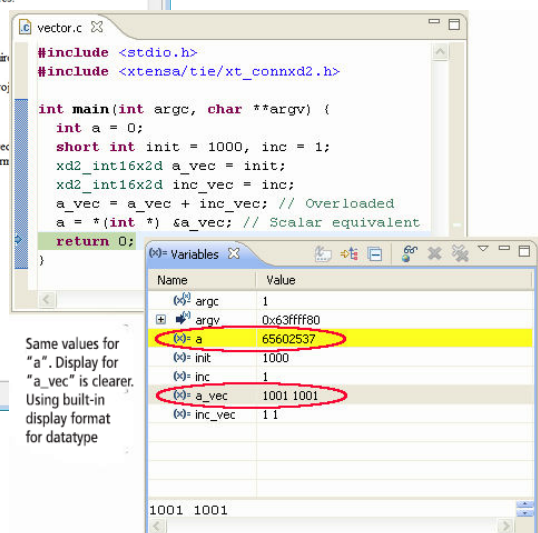 vector.c
#include <stdio.h>
#include <xtensa/tie/xt_connxd2.h>
int main(int argc, char **argv) {
int a = 0;
short int init = 1000, inc = 1;
xd2_int16x2d a_vec = init;
xd2_int16x2d inc_vec = inc;
a_vec = a_vec + inc_vec; // Overloaded
a = *(int *) &a_vec; // Scalar equivalent
return 0;
}
(x)= Variables
Name Value
(x)= argc 1
argv 0x63ffff80
(x)= a 65602537
(x)= init 1000
(x)= inc 1
(x)= a_vec 1001 1001
(x)= inc_vec 1 1
1001 1001
Same values for
"a". Display for
"a_vec" is clearer.
Using built-in
display format
for datatype